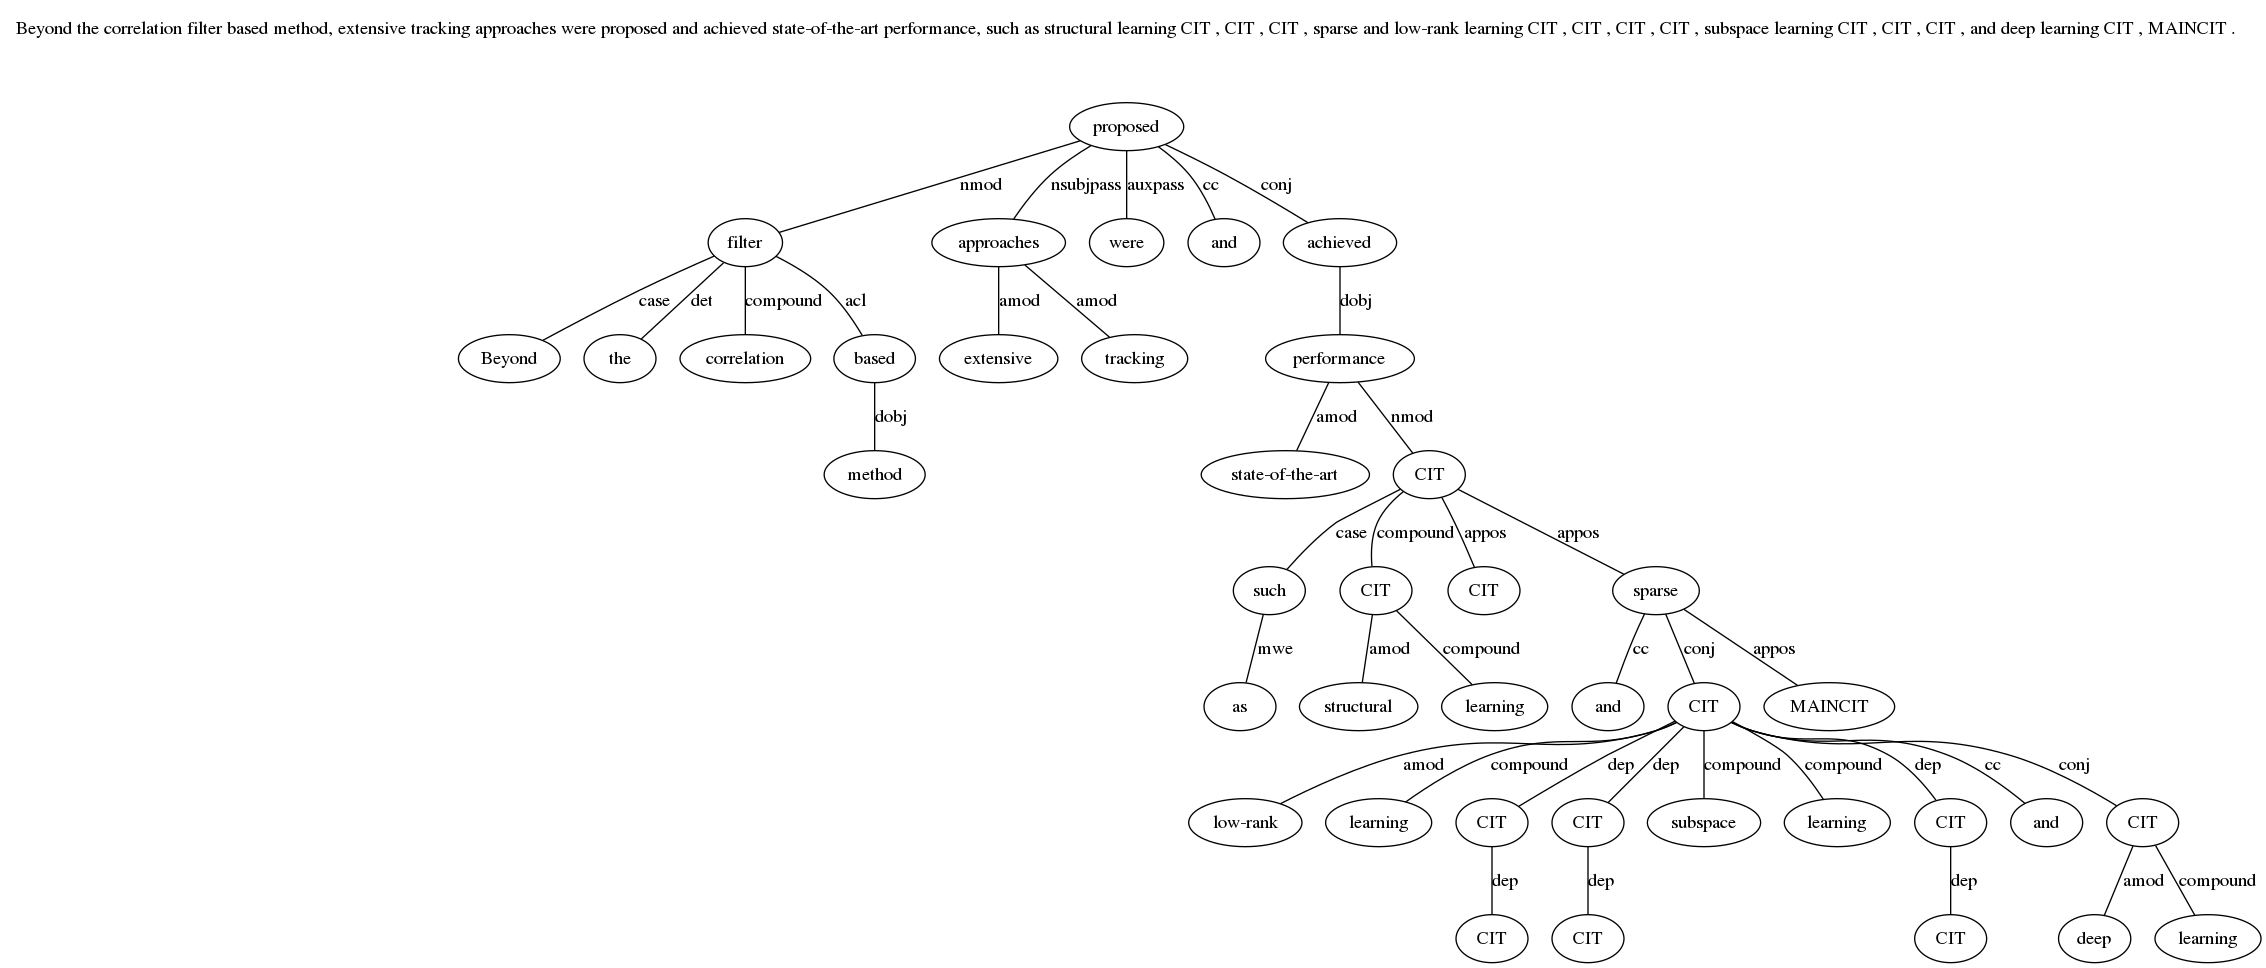 Beyond the correlation filter based method, extensive tracking approaches were proposed and achieved state-of-the-art performance, such as structural learning CIT , CIT , CIT , sparse and low-rank learning CIT , CIT , CIT , CIT , subspace learning CIT , CIT , CIT , and deep learning CIT , MAINCIT .
proposed
nmod nsubjpass auxpass cc conj
filter approaches were and achieved
case det compound acl amod amod dobj
Beyond the correlation based extensive tracking performance
dobj amod nmod
method state-of-the-art CIT
case compound appos appos
such CIT CIT sparse
mwe amod compound cc conj appos
as structural learning and CIT MAINCIT
amod compound dep dep compound compound dep cc conj
low-rank learning CIT CIT subspace learning CIT and CIT
dep dep dep amod compound
CIT CIT CIT deep learning